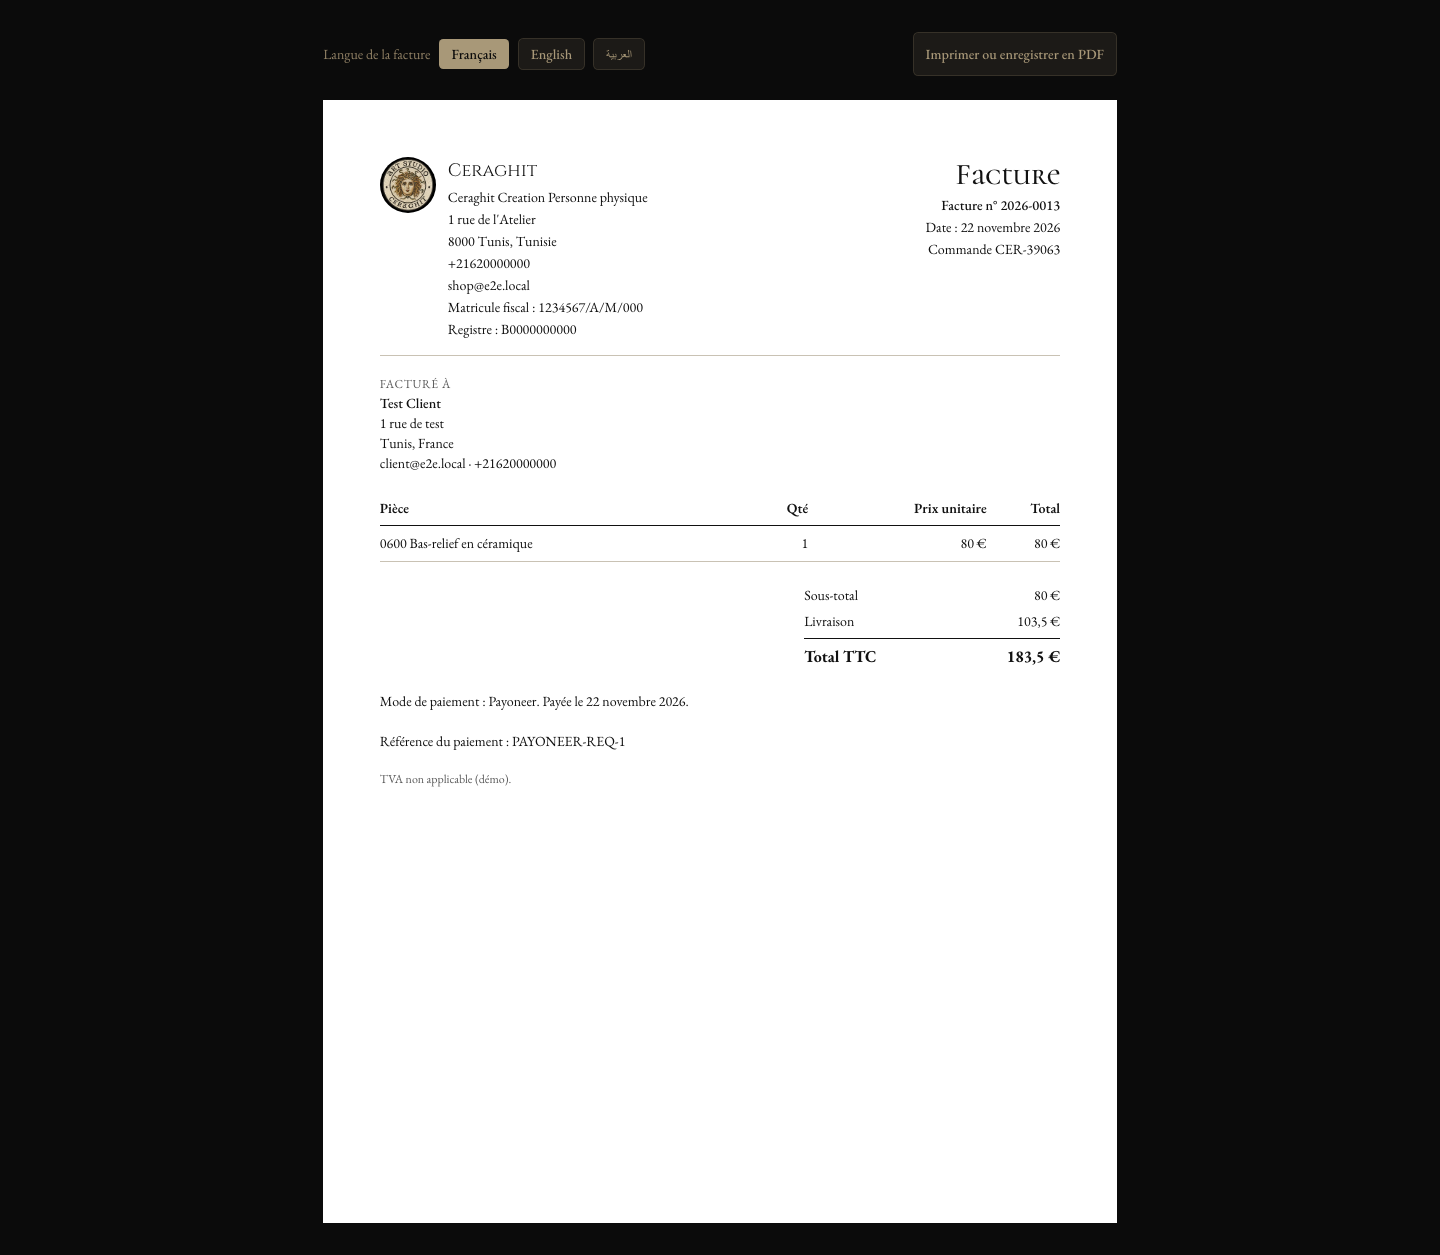 Langue de la facture Français English العربية Imprimer ou enregistrer en PDF
ART STUDIO
CERAGHIT
Ceraghit
Ceraghit Creation Personne physique
1 rue de l'Atelier
8000 Tunis, Tunisie
+21620000000
shop@e2e.local
Matricule fiscal : 1234567/A/M/000
Registre : B0000000000
Facture
Facture n° 2026-0013
Date : 22 novembre 2026
Commande CER-39063
FACTURÉ À
Test Client
1 rue de test
Tunis, France
client@e2e.local · +21620000000
Pièce Qté Prix unitaire Total
0600 Bas-relief en céramique 1 80 € 80 €
Sous-total 80 €
Livraison 103,5 €
Total TTC 183,5 €
Mode de paiement : Payoneer. Payée le 22 novembre 2026.
Référence du paiement : PAYONEER-REQ-1
TVA non applicable (démo).